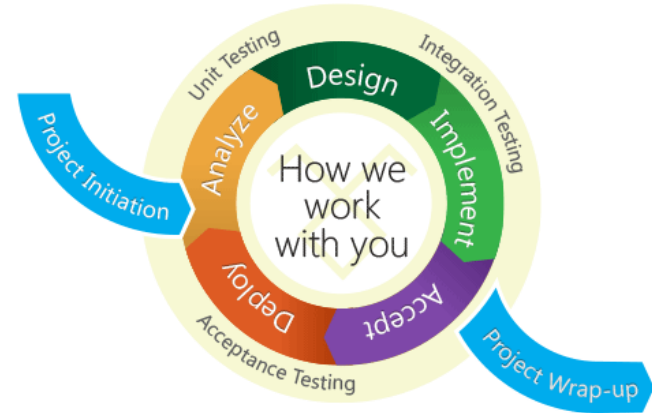 Unit Testing
Integration Testing
Acceptance Testing
Project Initiation
Analyze
Design
Implement
Accept
Deploy
Project Wrap-up
How we
work
with you